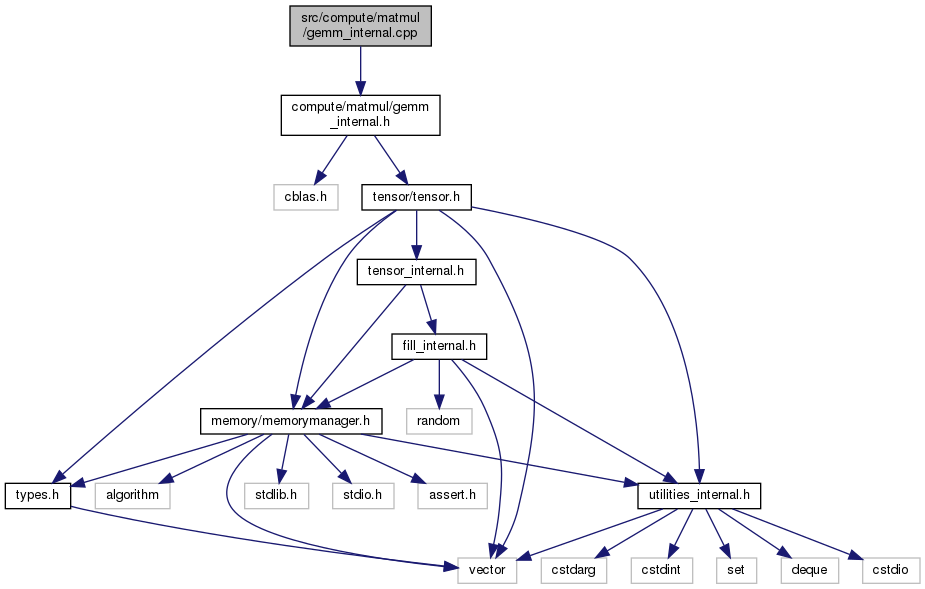 src/compute/matmul
/gemm_internal.cpp
compute/matmul/gemm
_internal.h
cblas.h
tensor/tensor.h
tensor_internal.h
fill_internal.h
memory/memorymanager.h
random
types.h
algorithm
stdlib.h
stdio.h
assert.h
utilities_internal.h
vector
cstdarg
cstdint
set
deque
cstdio